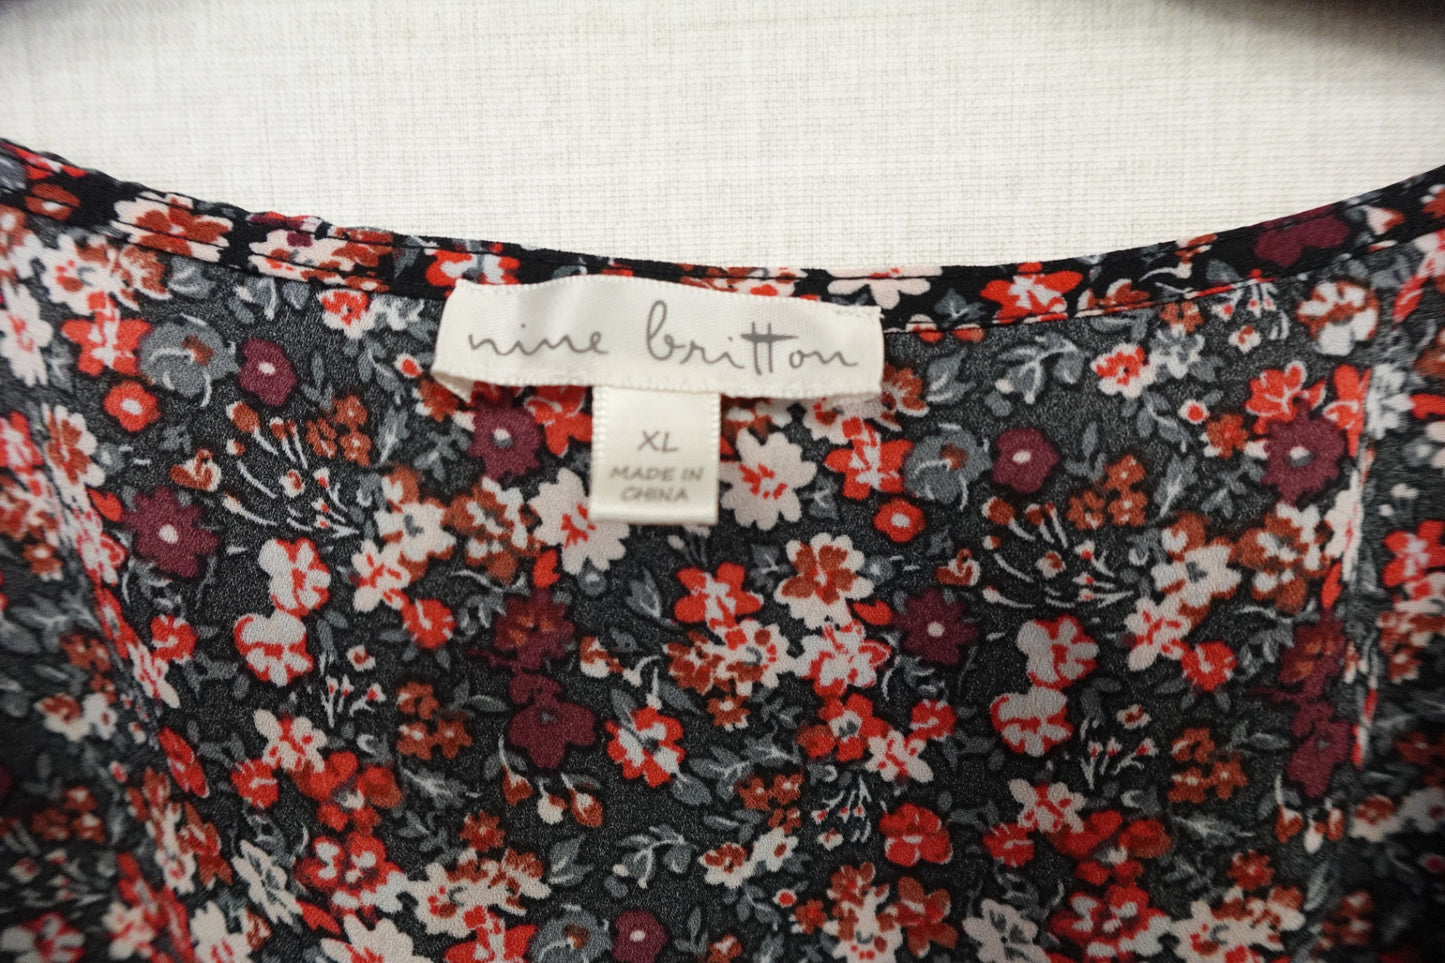 nine britton
XL
MADE IN
CHINA